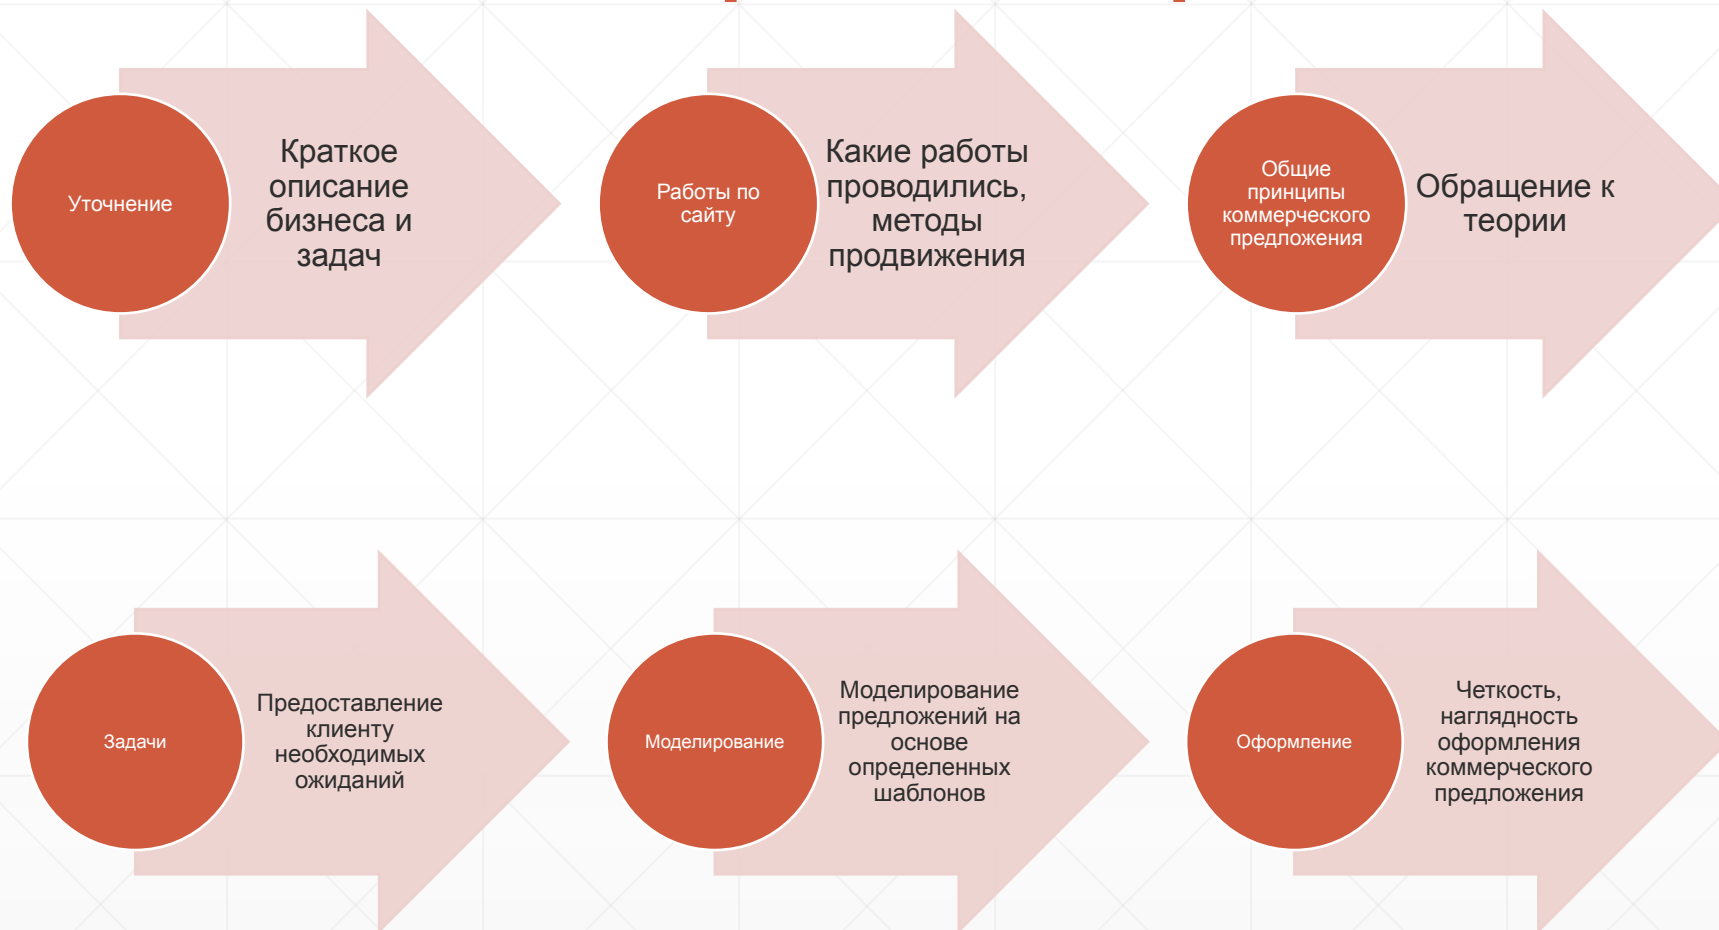 Уточнение
Краткое
описание
бизнеса и
задач
Работы по
сайту
Какие работы
проводились,
методы
продвижения
Общие
принципы
коммерческого
предложения
Обращение к
теории
Задачи
Предоставление
клиенту
необходимых
ожиданий
Моделирование
Моделирование
предложений на
основе
определенных
шаблонов
Оформление
Четкость,
наглядность
оформления
коммерческого
предложения